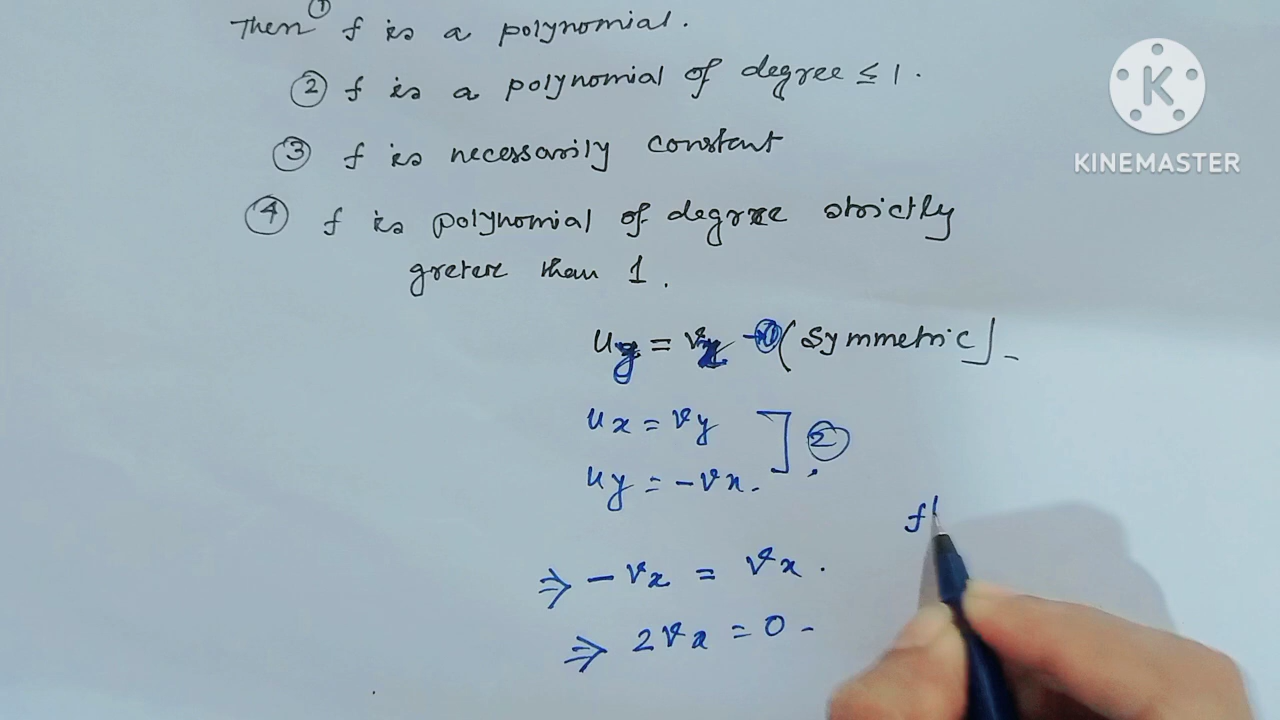 Then ① f is a polynomial.
② f is a polynomial of degree ≤ 1.
③ f is necessarily constant
④ f is polynomial of degree strictly
greter than 1.
K
KINEMASTER
uy = vx -① (symmetric)
ux = vy
uy = -vx.
②
f'
⇒ -vx = vx.
⇒ 2vx = 0.